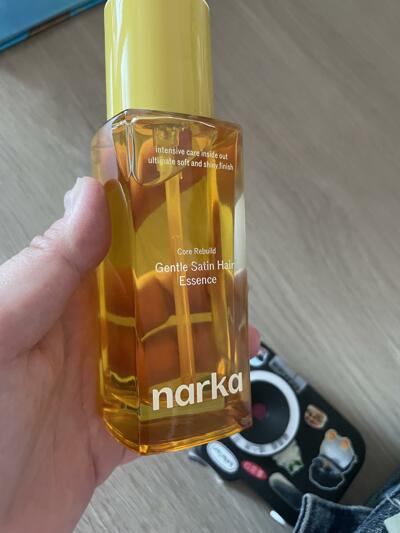 intensive care inside out
ultimate soft and shiny finish
Core Rebuild
Gentle Satin Hair
Essence
narka